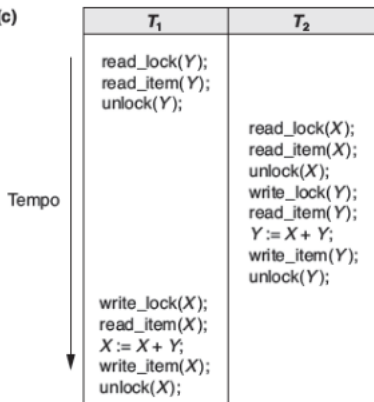 (c)
T₁ T₂
read_lock(Y);
read_item(Y);
unlock(Y);
read_lock(X);
read_item(X);
unlock(X);
write_lock(Y);
Tempo
read_item(Y);
Y := X + Y;
write_item(Y);
unlock(Y);
write_lock(X);
read_item(X);
X := X + Y;
write_item(X);
unlock(X);